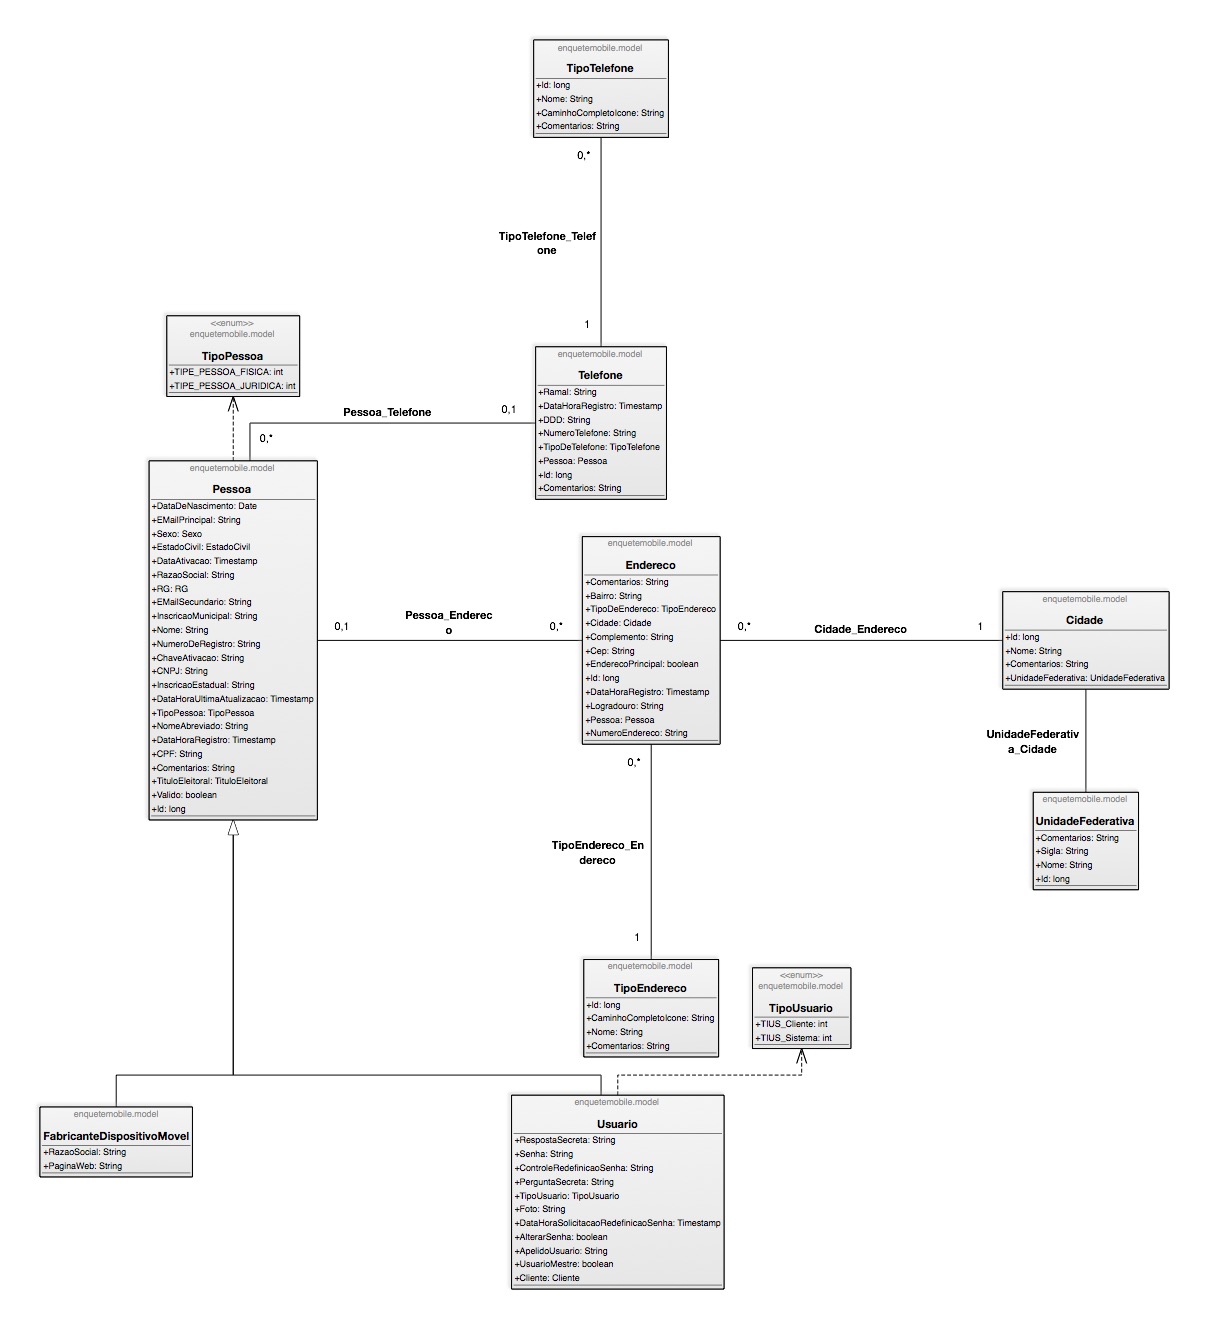 enquetemobile.model
TipoTelefone
+Id: long
+Nome: String
+CaminhoCompletoIcone: String
+Comentarios: String
0,*
TipoTelefone_Telef
one
1
<<enum>>
enquetemobile.model
TipoPessoa
+TIPE_PESSOA_FISICA: int
+TIPE_PESSOA_JURIDICA: int
enquetemobile.model
Telefone
+Ramal: String
+DataHoraRegistro: Timestamp
+DDD: String
+NumeroTelefone: String
+TipoDeTelefone: TipoTelefone
+Pessoa: Pessoa
+Id: long
+Comentarios: String
Pessoa_Telefone
0,1
0,*
enquetemobile.model
Pessoa
+DataDeNascimento: Date
+EMailPrincipal: String
+Sexo: Sexo
+EstadoCivil: EstadoCivil
+DataAtivacao: Timestamp
+RazaoSocial: String
+RG: RG
+EMailSecundario: String
+InscricaoMunicipal: String
+Nome: String
+NumeroDeRegistro: String
+ChaveAtivacao: String
+CNPJ: String
+InscricaoEstadual: String
+DataHoraUltimaAtualizacao: Timestamp
+TipoPessoa: TipoPessoa
+NomeAbreviado: String
+DataHoraRegistro: Timestamp
+CPF: String
+Comentarios: String
+TituloEleitoral: TituloEleitoral
+Valido: boolean
+Id: long
0,1
Pessoa_Enderec
o
0,*
enquetemobile.model
Endereco
+Comentarios: String
+Bairro: String
+TipoDeEndereco: TipoEndereco
+Cidade: Cidade
+Complemento: String
+Cep: String
+EnderecoPrincipal: boolean
+Id: long
+DataHoraRegistro: Timestamp
+Logradouro: String
+Pessoa: Pessoa
+NumeroEndereco: String
0,*
Cidade_Endereco
1
enquetemobile.model
Cidade
+Id: long
+Nome: String
+Comentarios: String
+UnidadeFederativa: UnidadeFederativa
UnidadeFederativ
a_Cidade
enquetemobile.model
UnidadeFederativa
+Comentarios: String
+Sigla: String
+Nome: String
+Id: long
0,*
TipoEndereco_En
dereco
1
enquetemobile.model
TipoEndereco
+Id: long
+CaminhoCompletoIcone: String
+Nome: String
+Comentarios: String
<<enum>>
enquetemobile.model
TipoUsuario
+TIUS_Cliente: int
+TIUS_Sistema: int
enquetemobile.model
FabricanteDispositivoMovel
+RazaoSocial: String
+PaginaWeb: String
enquetemobile.model
Usuario
+RespostaSecreta: String
+Senha: String
+ControleRedefinicaoSenha: String
+PerguntaSecreta: String
+TipoUsuario: TipoUsuario
+Foto: String
+DataHoraSolicitacaoRedefinicaoSenha: Timestamp
+AlterarSenha: boolean
+ApelidoUsuario: String
+UsuarioMestre: boolean
+Cliente: Cliente